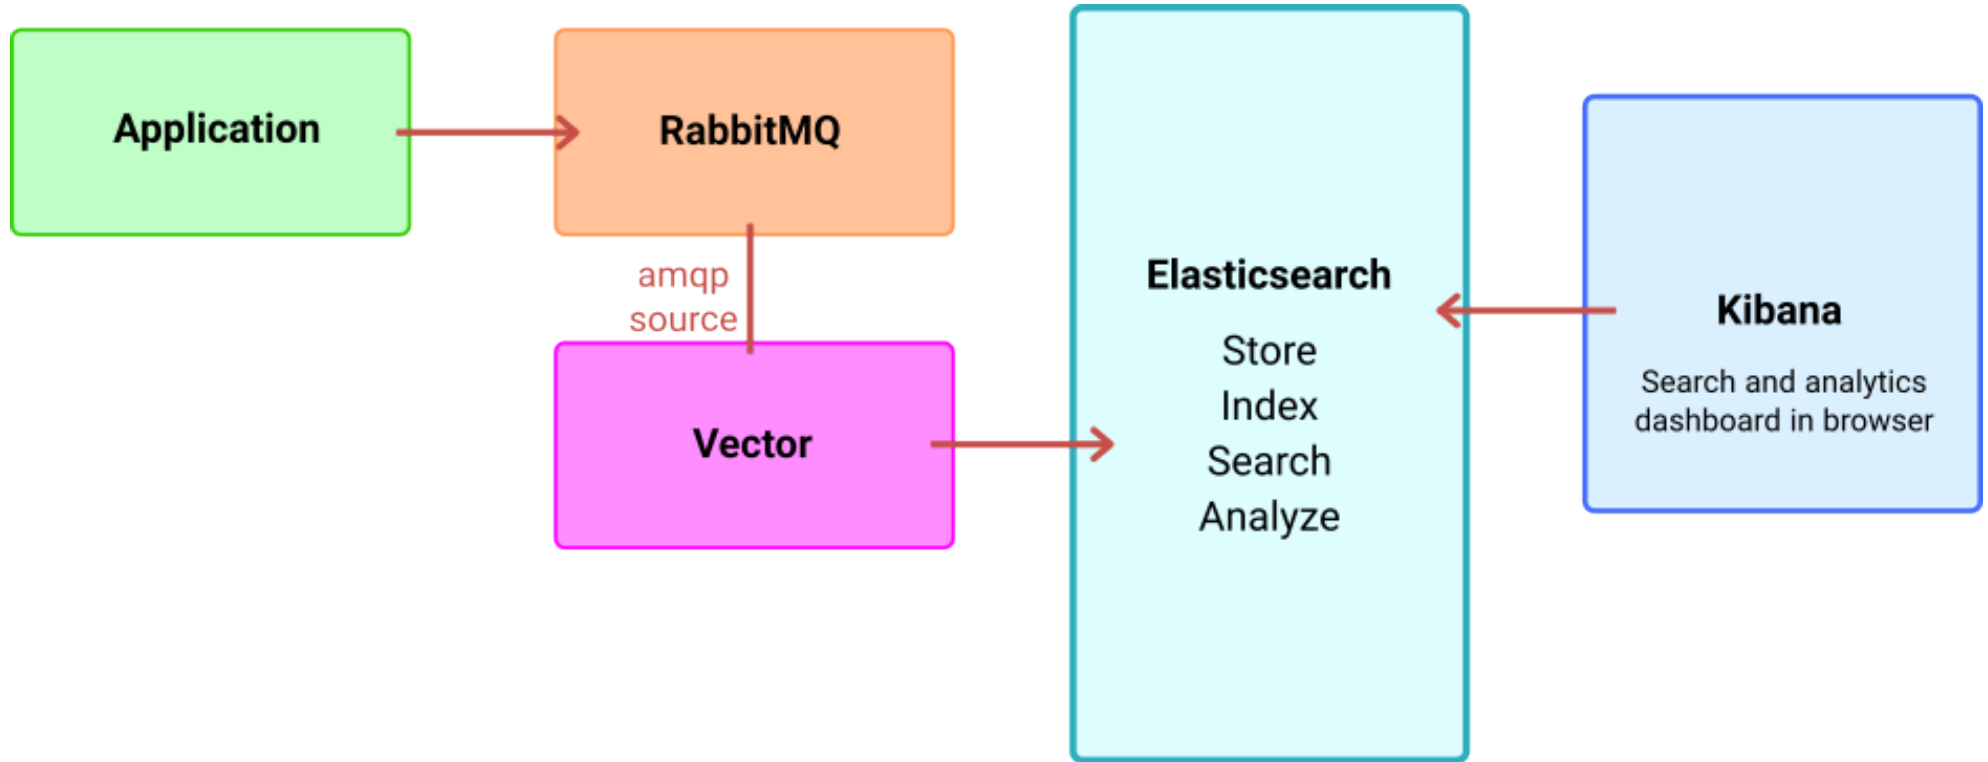 Application
RabbitMQ
amqp
source
Vector
Elasticsearch
Store
Index
Search
Analyze
Kibana
Search and analytics
dashboard in browser